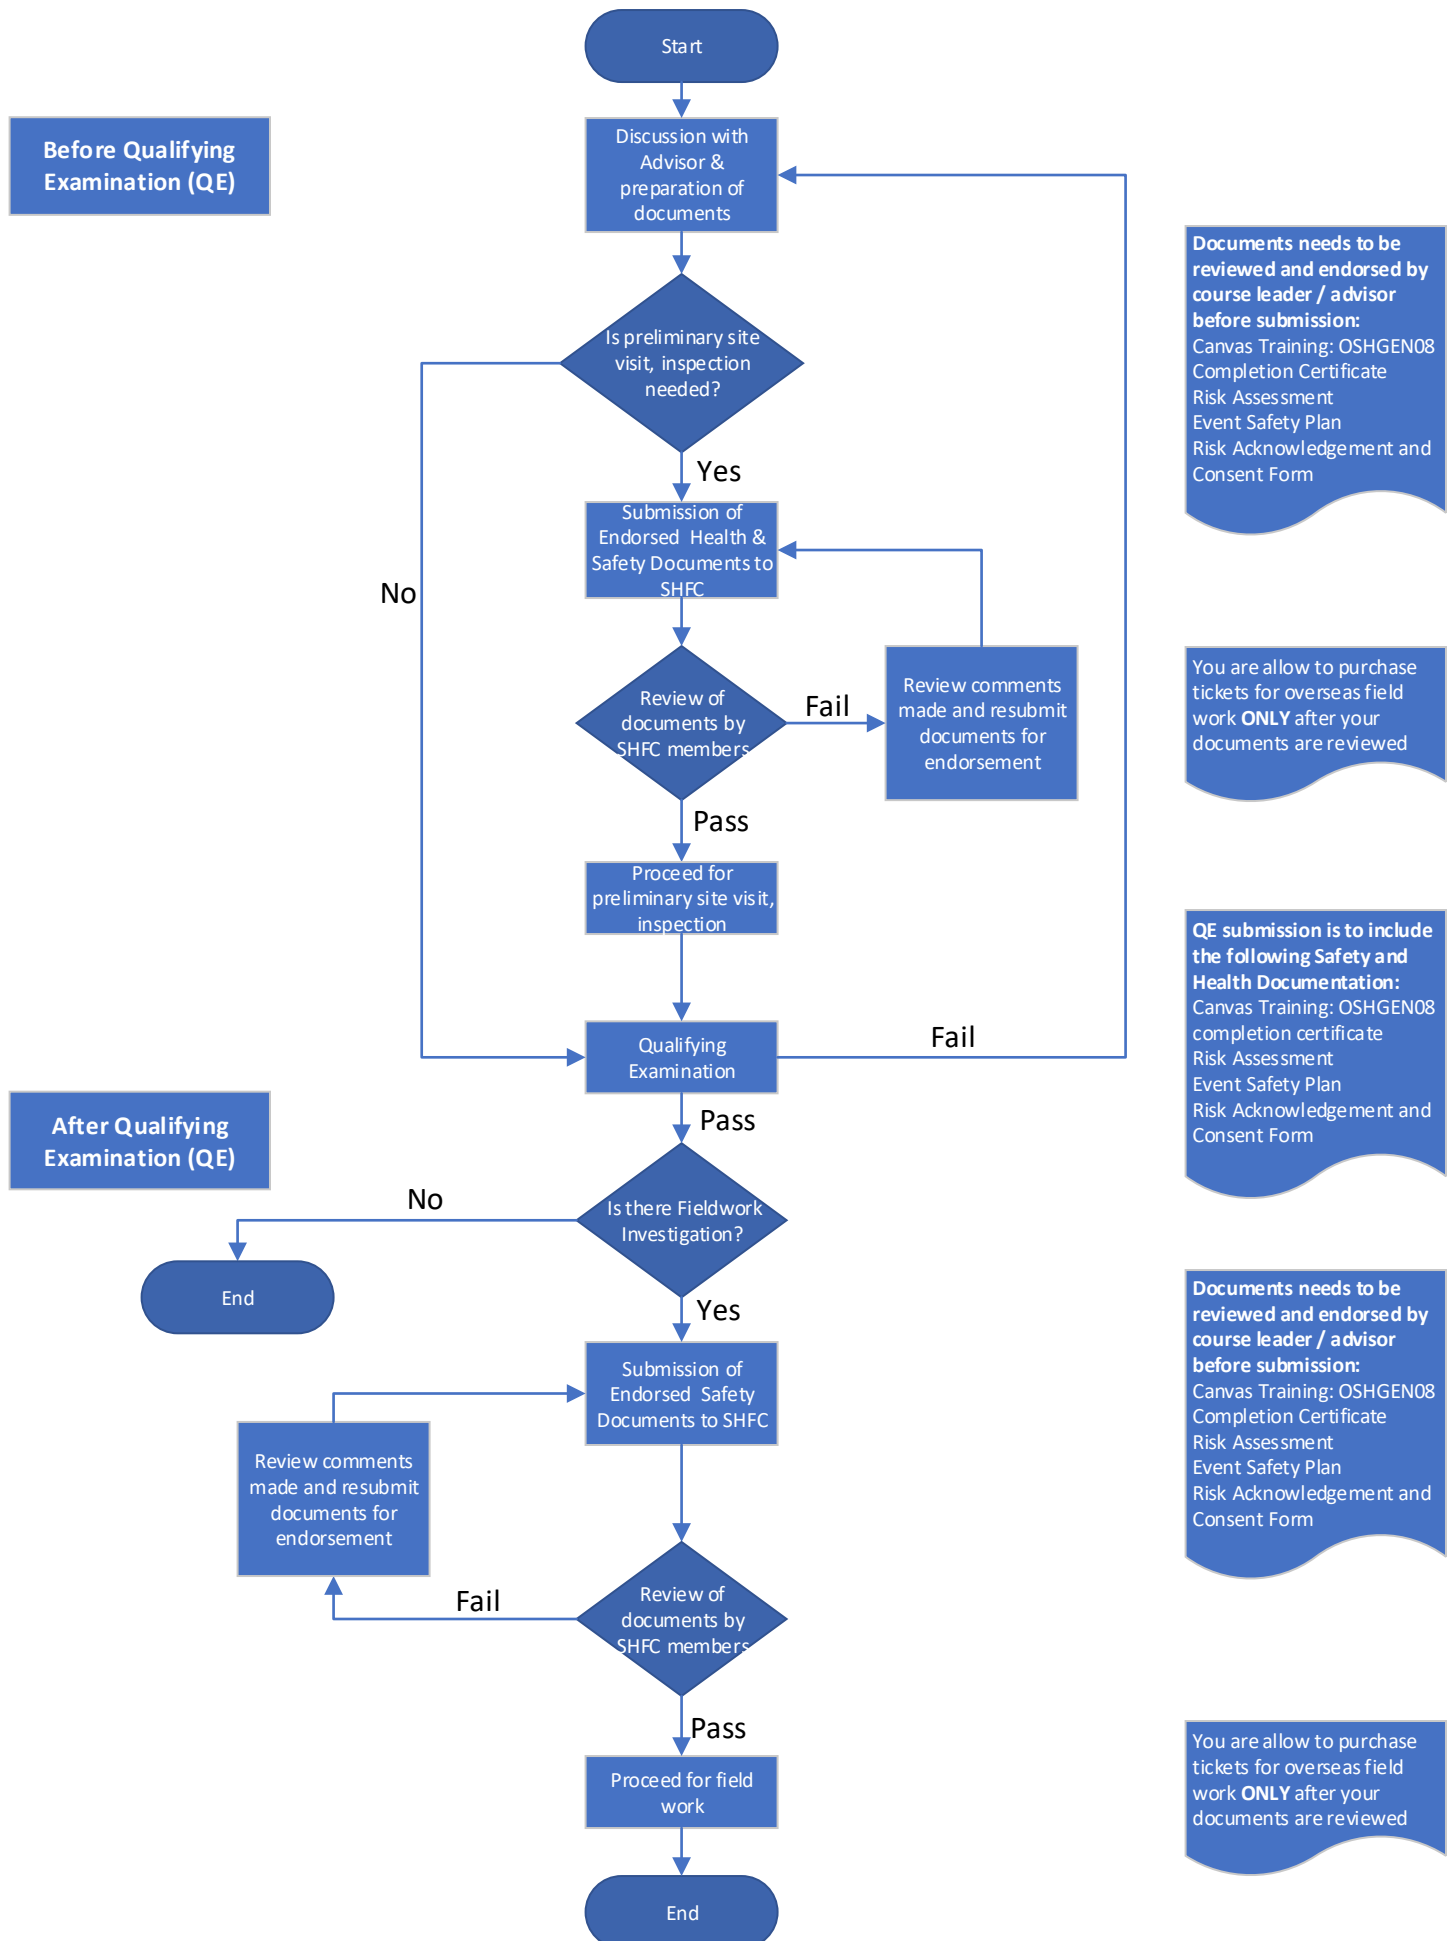 Start
Before Qualifying
Examination (QE)
Discussion with
Advisor &
preparation of
documents
Documents needs to be
reviewed and endorsed by
course leader / advisor
before submission:
Canvas Training: OSHGEN08
Completion Certificate
Risk Assessment
Event Safety Plan
Risk Acknowledgement and
Consent Form
Is preliminary site
visit, inspection
needed?
Yes
No
Submission of
Endorsed Health &
Safety Documents to
SHFC
Review of
documents by
SHFC members
Fail
Review comments
made and resubmit
documents for
endorsement
You are allow to purchase
tickets for overseas field
work ONLY after your
documents are reviewed
Pass
Proceed for
preliminary site visit,
inspection
QE submission is to include
the following Safety and
Health Documentation:
Canvas Training: OSHGEN08
completion certificate
Risk Assessment
Event Safety Plan
Risk Acknowledgement and
Consent Form
Qualifying
Examination
Fail
After Qualifying
Examination (QE)
Pass
Is there Fieldwork
Investigation?
No
End
Yes
Documents needs to be
reviewed and endorsed by
course leader / advisor
before submission:
Canvas Training: OSHGEN08
Completion Certificate
Risk Assessment
Event Safety Plan
Risk Acknowledgement and
Consent Form
Submission of
Endorsed Safety
Documents to SHFC
Review comments
made and resubmit
documents for
endorsement
Review of
documents by
SHFC members
Fail
Pass
Proceed for field
work
You are allow to purchase
tickets for overseas field
work ONLY after your
documents are reviewed
End